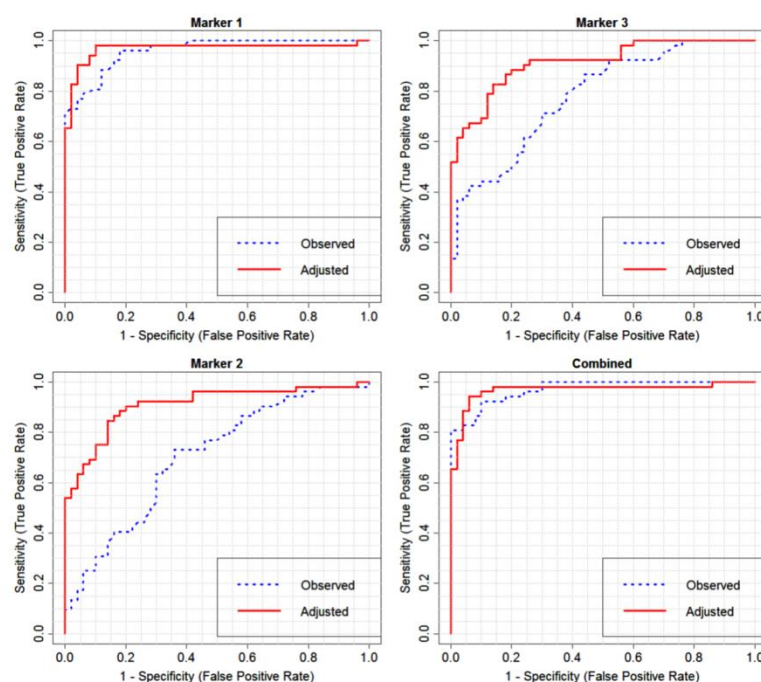 Marker 1
Sensitivity (True Positive Rate)
1.0
0.8
0.6
0.4
0.2
0.0
Observed
Adjusted
0.0 0.2 0.4 0.6 0.8 1.0
1 - Specificity (False Positive Rate)
Marker 3
Sensitivity (True Positive Rate)
1.0
0.8
0.6
0.4
0.2
0.0
Observed
Adjusted
0.0 0.2 0.4 0.6 0.8 1.0
1 - Specificity (False Positive Rate)
Marker 2
Sensitivity (True Positive Rate)
1.0
0.8
0.6
0.4
0.2
0.0
Observed
Adjusted
0.0 0.2 0.4 0.6 0.8 1.0
1 - Specificity (False Positive Rate)
Combined
Sensitivity (True Positive Rate)
1.0
0.8
0.6
0.4
0.2
0.0
Observed
Adjusted
0.0 0.2 0.4 0.6 0.8 1.0
1 - Specificity (False Positive Rate)